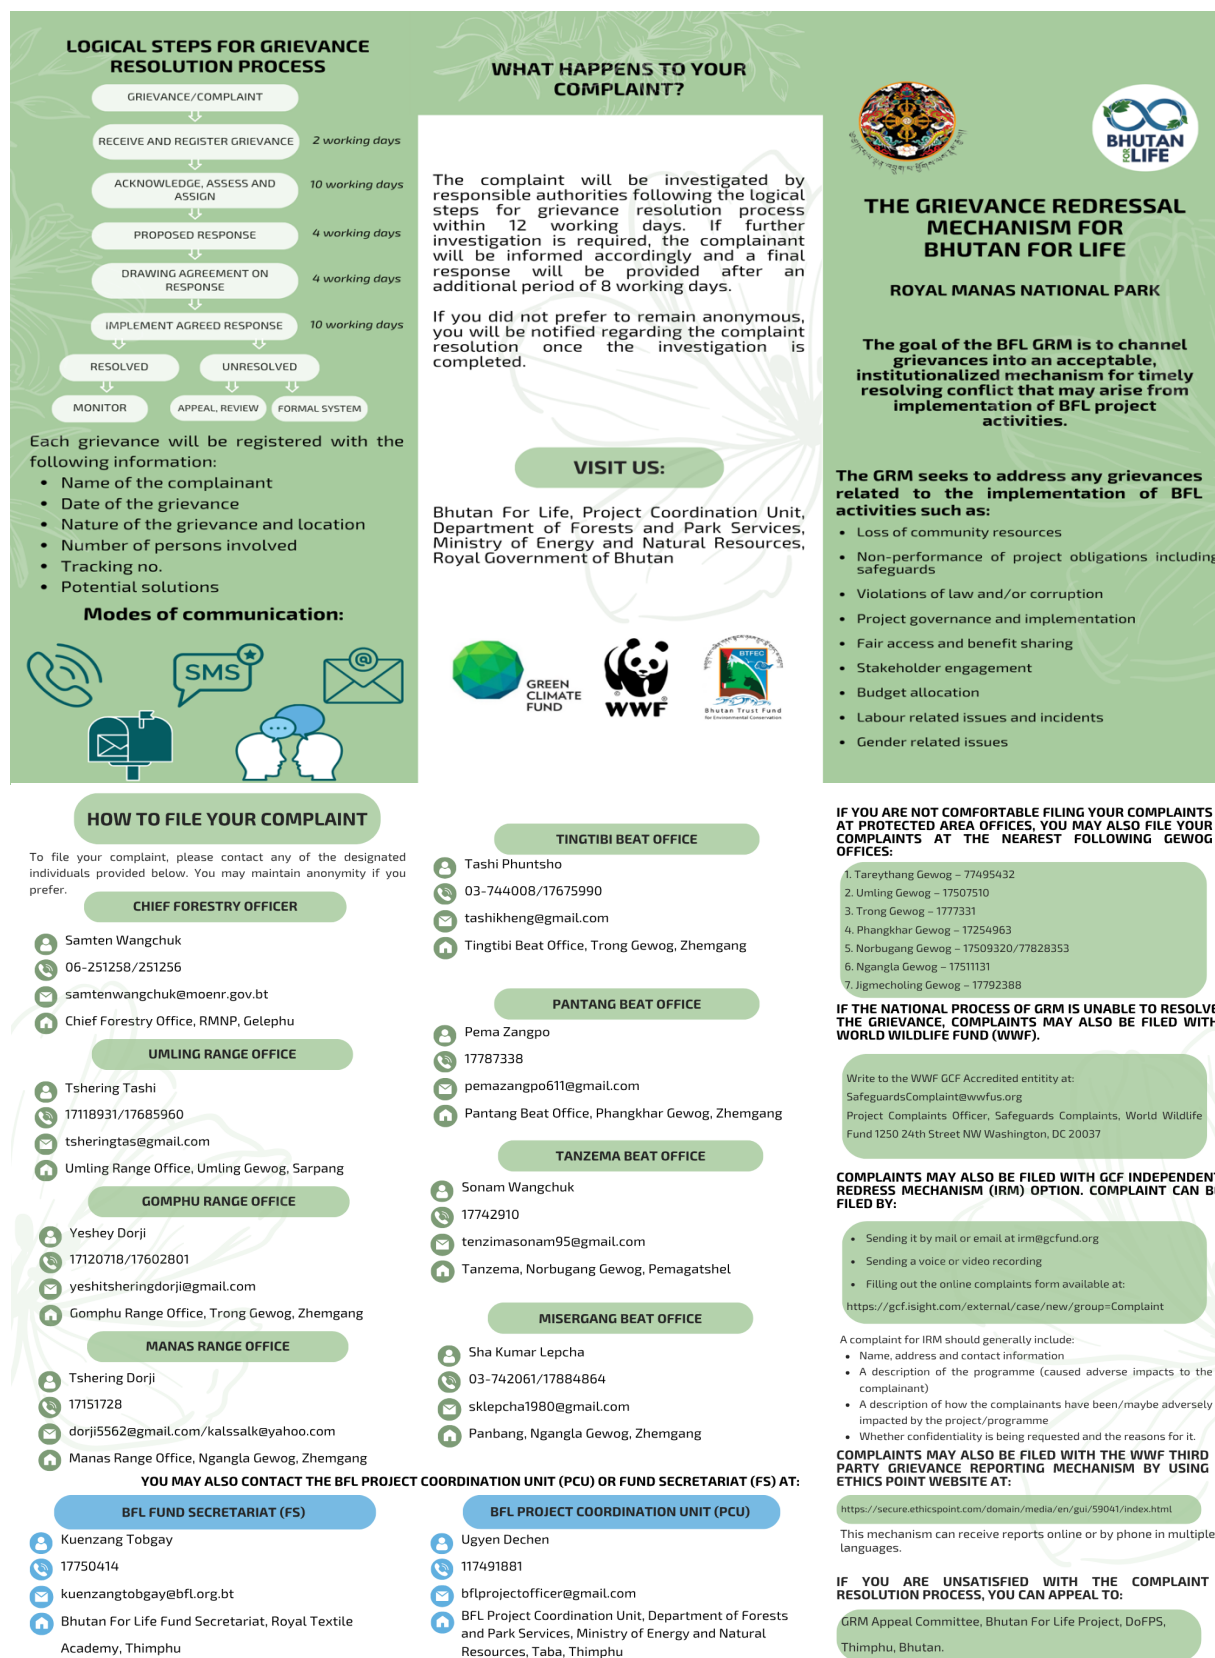 LOGICAL STEPS FOR GRIEVANCE
RESOLUTION PROCESS
GRIEVANCE/COMPLAINT
RECEIVE AND REGISTER GRIEVANCE
2 working days
ACKNOWLEDGE, ASSESS AND
ASSIGN
10 working days
PROPOSED RESPONSE
4 working days
DRAWING AGREEMENT ON
RESPONSE
4 working days
IMPLEMENT AGREED RESPONSE
10 working days
RESOLVED
UNRESOLVED
MONITOR
APPEAL, REVIEW
FORMAL SYSTEM
Each grievance will be registered with the
following information:
• Name of the complainant
• Date of the grievance
• Nature of the grievance and location
• Number of persons involved
• Tracking no.
• Potential solutions
Modes of communication:
SMS
@
WHAT HAPPENS TO YOUR
COMPLAINT?
The complaint will be investigated by
responsible authorities following the logical
steps for grievance resolution process
within 12 working days. If further
investigation is required, the complainant
will be informed accordingly and a final
response will be provided after an
additional period of 8 working days.
If you did not prefer to remain anonymous,
you will be notified regarding the complaint
resolution once the investigation is
completed.
VISIT US:
Bhutan For Life, Project Coordination Unit,
Department of Forests and Park Services,
Ministry of Energy and Natural Resources,
Royal Government of Bhutan
GREEN
CLIMATE
FUND
WWF
BTFEC
Bhutan Trust Fund
for Environmental Conservation
BHUTAN
FOR LIFE
THE GRIEVANCE REDRESSAL
MECHANISM FOR
BHUTAN FOR LIFE
ROYAL MANAS NATIONAL PARK
The goal of the BFL GRM is to channel
grievances into an acceptable,
institutionalized mechanism for timely
resolving conflict that may arise from
implementation of BFL project
activities.
The GRM seeks to address any grievances
related to the implementation of BFL
activities such as:
• Loss of community resources
• Non-performance of project obligations including
safeguards
• Violations of law and/or corruption
• Project governance and implementation
• Fair access and benefit sharing
• Stakeholder engagement
• Budget allocation
• Labour related issues and incidents
• Gender related issues
HOW TO FILE YOUR COMPLAINT
To file your complaint, please contact any of the designated
individuals provided below. You may maintain anonymity if you
prefer.
CHIEF FORESTRY OFFICER
Samten Wangchuk
06-251258/251256
samtenwangchuk@moenr.gov.bt
Chief Forestry Office, RMNP, Gelephu
UMLING RANGE OFFICE
Tshering Tashi
17118931/17685960
tsheringtas@gmail.com
Umling Range Office, Umling Gewog, Sarpang
GOMPHU RANGE OFFICE
Yeshey Dorji
17120718/17602801
yeshitsheringdorji@gmail.com
Gomphu Range Office, Trong Gewog, Zhemgang
MANAS RANGE OFFICE
Tshering Dorji
17151728
dorji5562@gmail.com/kalssalk@yahoo.com
Manas Range Office, Ngangla Gewog, Zhemgang
TINGTIBI BEAT OFFICE
Tashi Phuntsho
03-744008/17675990
tashikheng@gmail.com
Tingtibi Beat Office, Trong Gewog, Zhemgang
PANTANG BEAT OFFICE
Pema Zangpo
17787338
pemazangpo611@gmail.com
Pantang Beat Office, Phangkhar Gewog, Zhemgang
TANZEMA BEAT OFFICE
Sonam Wangchuk
17742910
tenzimasonam95@gmail.com
Tanzema, Norbugang Gewog, Pemagatshel
MISERGANG BEAT OFFICE
Sha Kumar Lepcha
03-742061/17884864
sklepcha1980@gmail.com
Panbang, Ngangla Gewog, Zhemgang
YOU MAY ALSO CONTACT THE BFL PROJECT COORDINATION UNIT (PCU) OR FUND SECRETARIAT (FS) AT:
BFL FUND SECRETARIAT (FS)
Kuenzang Tobgay
17750414
kuenzangtobgay@bfl.org.bt
Bhutan For Life Fund Secretariat, Royal Textile
Academy, Thimphu
BFL PROJECT COORDINATION UNIT (PCU)
Ugyen Dechen
117491881
bflprojectofficer@gmail.com
BFL Project Coordination Unit, Department of Forests
and Park Services, Ministry of Energy and Natural
Resources, Taba, Thimphu
IF YOU ARE NOT COMFORTABLE FILING YOUR COMPLAINTS
AT PROTECTED AREA OFFICES, YOU MAY ALSO FILE YOUR
COMPLAINTS AT THE NEAREST FOLLOWING GEWOG
OFFICES:
1. Tareythang Gewog – 77495432
2. Umling Gewog – 17507510
3. Trong Gewog – 1777331
4. Phangkhar Gewog – 17254963
5. Norbugang Gewog – 17509320/77828353
6. Ngangla Gewog – 17511131
7. Jigmecholing Gewog – 17792388
IF THE NATIONAL PROCESS OF GRM IS UNABLE TO RESOLVE
THE GRIEVANCE, COMPLAINTS MAY ALSO BE FILED WITH
WORLD WILDLIFE FUND (WWF).
Write to the WWF GCF Accredited entitity at:
SafeguardsComplaint@wwfus.org
Project Complaints Officer, Safeguards Complaints, World Wildlife
Fund 1250 24th Street NW Washington, DC 20037
COMPLAINTS MAY ALSO BE FILED WITH GCF INDEPENDENT
REDRESS MECHANISM (IRM) OPTION. COMPLAINT CAN BE
FILED BY:
• Sending it by mail or email at irm@gcfund.org
• Sending a voice or video recording
• Filling out the online complaints form available at:
https://gcf.isight.com/external/case/new/group=Complaint
A complaint for IRM should generally include:
• Name, address and contact information
• A description of the programme (caused adverse impacts to the
complainant)
• A description of how the complainants have been/maybe adversely
impacted by the project/programme
• Whether confidentiality is being requested and the reasons for it.
COMPLAINTS MAY ALSO BE FILED WITH THE WWF THIRD
PARTY GRIEVANCE REPORTING MECHANISM BY USING
ETHICS POINT WEBSITE AT:
https://secure.ethicspoint.com/domain/media/en/gui/59041/index.html
This mechanism can receive reports online or by phone in multiple
languages.
IF YOU ARE UNSATISFIED WITH THE COMPLAINT
RESOLUTION PROCESS, YOU CAN APPEAL TO:
GRM Appeal Committee, Bhutan For Life Project, DoFPS,
Thimphu, Bhutan.